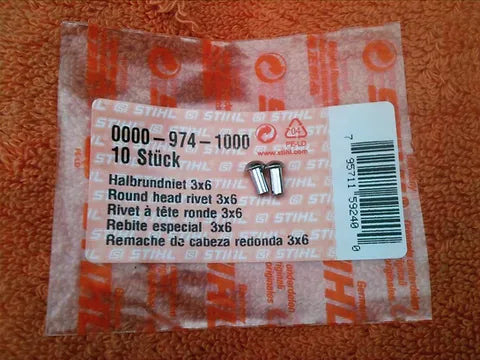 STIHL
0000-974-1000
10 Stück
04
PE-LD
www.stihl.com
Halbrundniet 3x6
Round head rivet 3x6
Rivet à tête ronde 3x6
Rebite especial 3x6
Remache de cabeza redonda 3x6
7 95711 59240 0